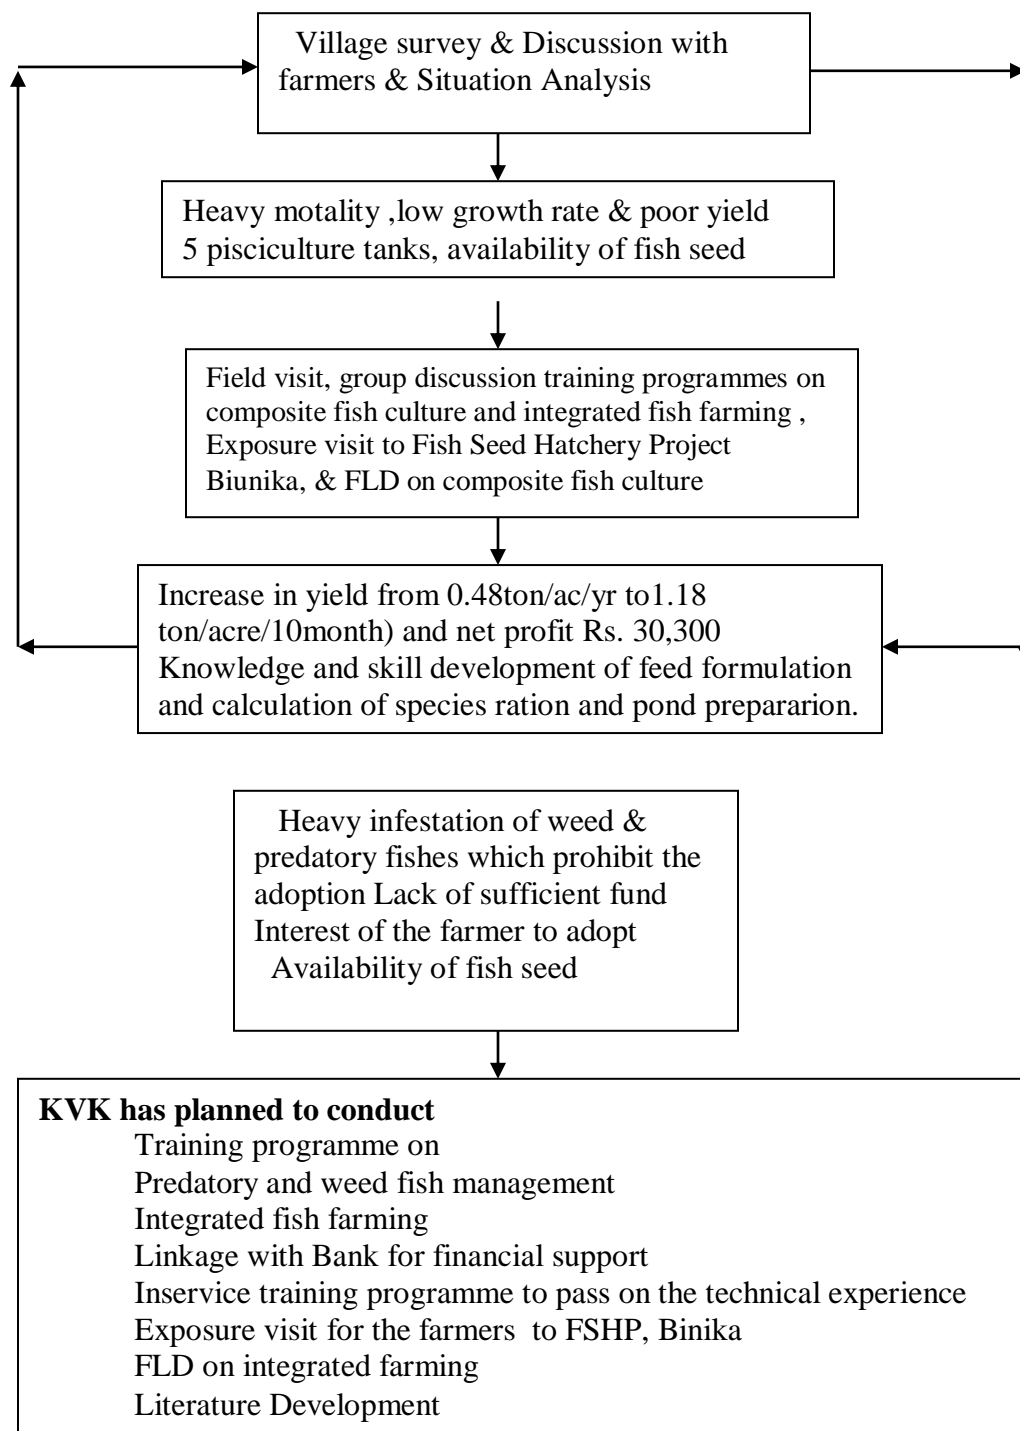 Village survey & Discussion with
farmers & Situation Analysis
Heavy motality ,low growth rate & poor yield
5 pisciculture tanks, availability of fish seed
Field visit, group discussion training programmes on
composite fish culture and integrated fish farming ,
Exposure visit to Fish Seed Hatchery Project
Biunika, & FLD on composite fish culture
Increase in yield from 0.48ton/ac/yr to1.18
ton/acre/10month) and net profit Rs. 30,300
Knowledge and skill development of feed formulation
and calculation of species ration and pond prepararion.
Heavy infestation of weed &
predatory fishes which prohibit the
adoption Lack of sufficient fund
Interest of the farmer to adopt
Availability of fish seed
KVK has planned to conduct
Training programme on
Predatory and weed fish management
Integrated fish farming
Linkage with Bank for financial support
Inservice training programme to pass on the technical experience
Exposure visit for the farmers  to FSHP, Binika
FLD on integrated farming
Literature Development